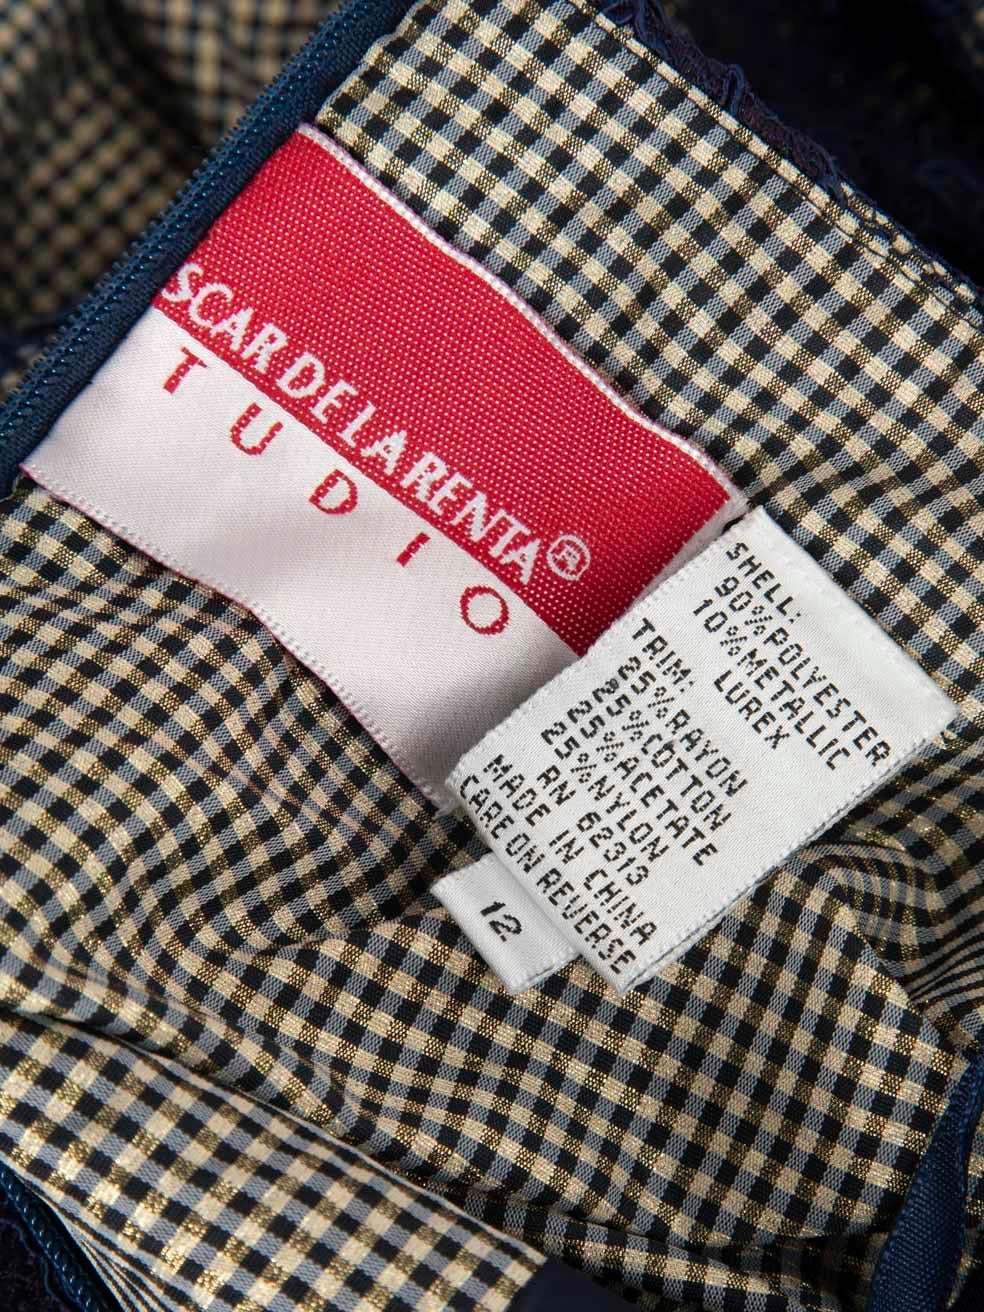 SCAR DE LA RENTA®
TUDIO
SHELL:
90%POLYESTER
10%METALLIC
LUREX
TRIM:
25%RAYON
25%COTTON
25%ACETATE
25%NYLON
RN 62313
MADE IN CHINA
CARE ON REVERSE
12